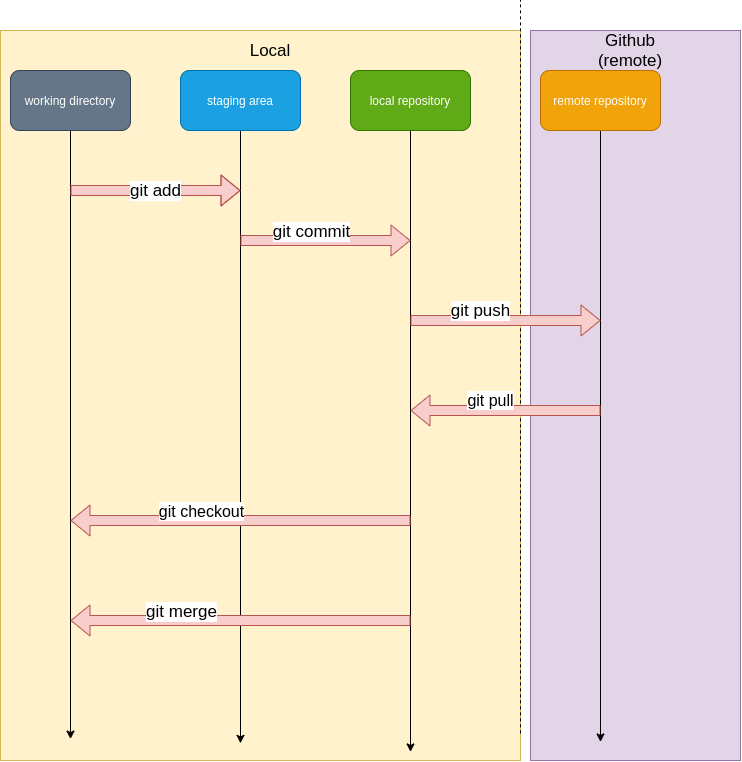 Local
Github
(remote)
working directory
staging area
local repository
remote repository
git add
git commit
git push
git pull
git checkout
git merge